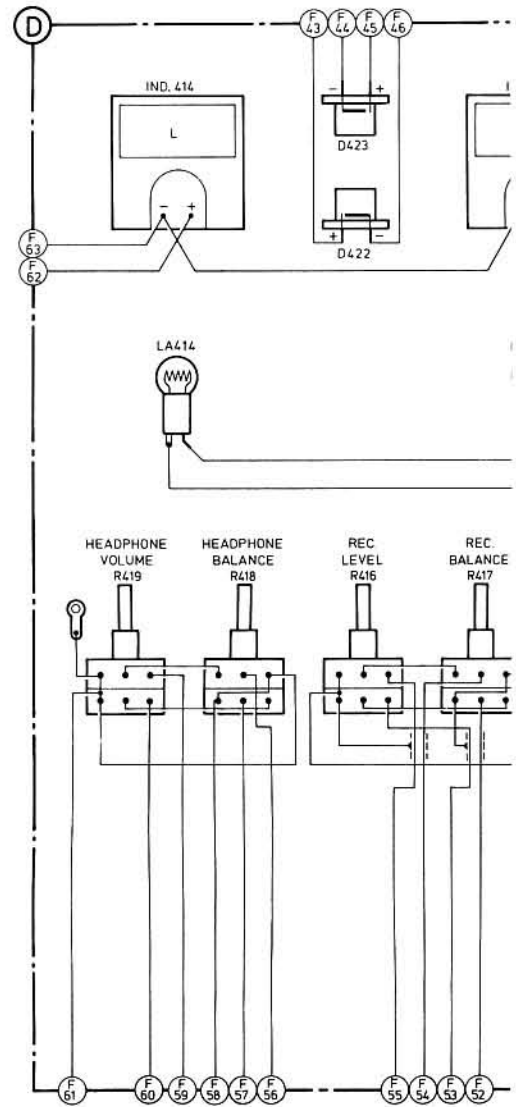 D
F 43
F 44
F 45
F 46
IND. 414
L
- +
- +
D423
+ -
D422
F 63
F 62
LA414
HEADPHONE
VOLUME
R419
HEADPHONE
BALANCE
R418
REC
LEVEL
R416
REC.
BALANCE
R417
F 61
F 60
F 59
F 58
F 57
F 56
F 55
F 54
F 53
F 52